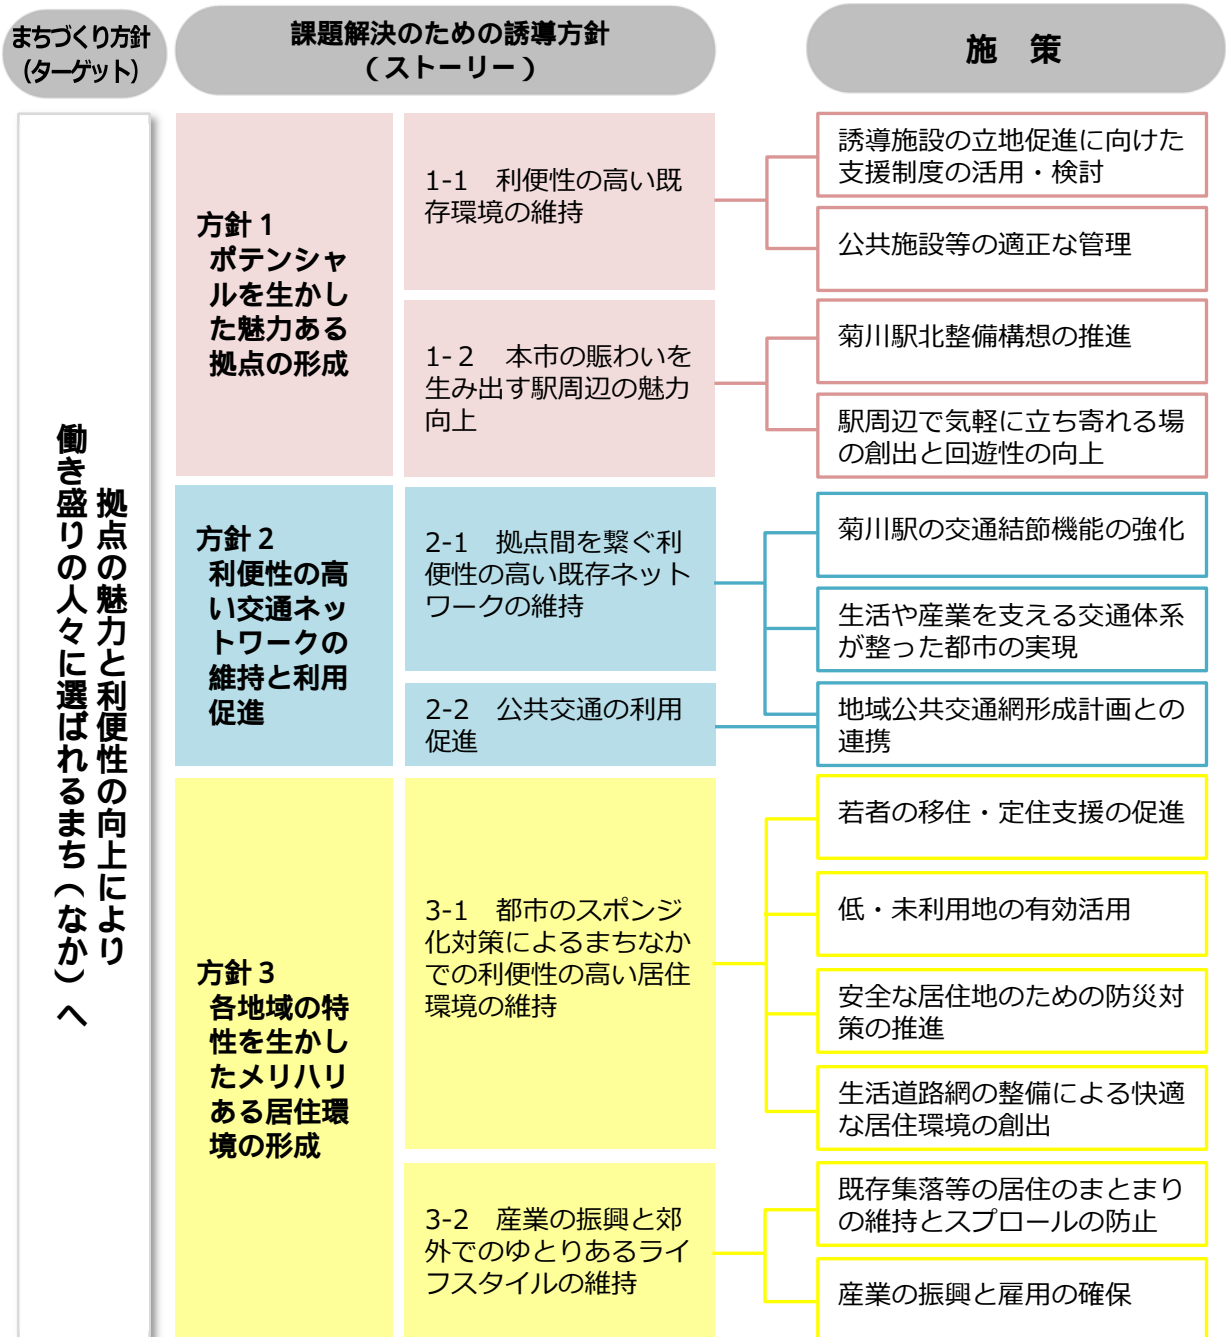 まちづくり方針
(ターゲット)
課題解決のための誘導方針
（ストーリー）
施　策
拠点の魅力と利便性の向上により
働き盛りの人々に選ばれるまち（なか）へ
方針 1
ポテンシャ
ルを生かし
た魅力ある
拠点の形成
1-1　利便性の高い既
存環境の維持
誘導施設の立地促進に向けた
支援制度の活用・検討
公共施設等の適正な管理
1-２　本市の賑わいを
生み出す駅周辺の魅力
向上
菊川駅北整備構想の推進
駅周辺で気軽に立ち寄れる場
の創出と回遊性の向上
方針 2
利便性の高
い交通ネッ
トワークの
維持と利用
促進
2-1　拠点間を繋ぐ利
便性の高い既存ネット
ワークの維持
菊川駅の交通結節機能の強化
生活や産業を支える交通体系
が整った都市の実現
2-2　公共交通の利用
促進
地域公共交通網形成計画との
連携
方針 3
各地域の特
性を生かし
たメリハリ
ある居住環
境の形成
3-1　都市のスポンジ
化対策によるまちなか
での利便性の高い居住
環境の維持
若者の移住・定住支援の促進
低・未利用地の有効活用
安全な居住地のための防災対
策の推進
生活道路網の整備による快適
な居住環境の創出
3-2　産業の振興と郊
外でのゆとりあるライ
フスタイルの維持
既存集落等の居住のまとまり
の維持とスプロールの防止
産業の振興と雇用の確保